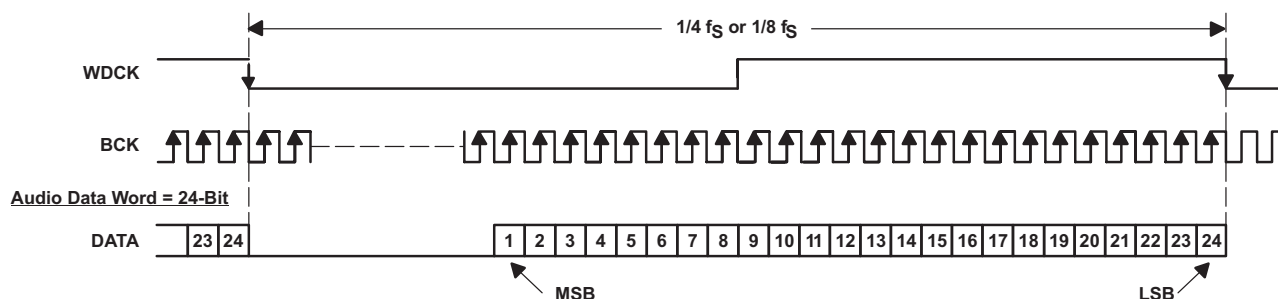 1/4 fS or 1/8 fS
WDCK
BCK
Audio Data Word = 24-Bit
DATA 23 24 1 2 3 4 5 6 7 8 9 10 11 12 13 14 15 16 17 18 19 20 21 22 23 24
MSB LSB